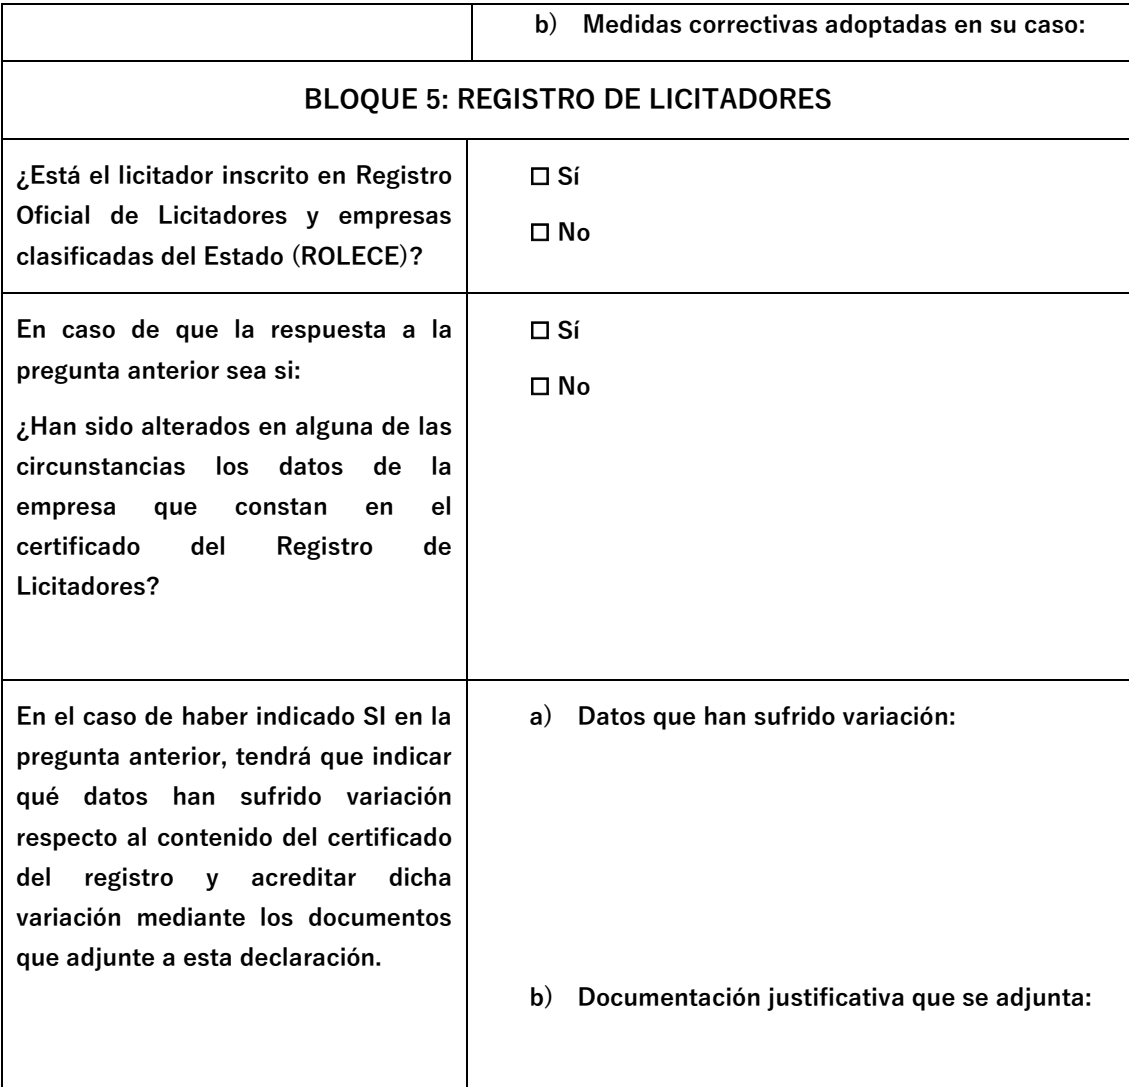 b) Medidas correctivas adoptadas en su caso:
BLOQUE 5: REGISTRO DE LICITADORES
¿Está el licitador inscrito en Registro
Oficial de Licitadores y empresas
clasificadas del Estado (ROLECE)?
☐ Sí
☐ No
En caso de que la respuesta a la
pregunta anterior sea si:
¿Han sido alterados en alguna de las
circunstancias los datos de la
empresa que constan en el
certificado del Registro de
Licitadores?
☐ Sí
☐ No
En el caso de haber indicado SI en la
pregunta anterior, tendrá que indicar
qué datos han sufrido variación
respecto al contenido del certificado
del registro y acreditar dicha
variación mediante los documentos
que adjunte a esta declaración.
a) Datos que han sufrido variación:
b) Documentación justificativa que se adjunta: